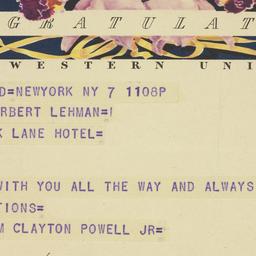 G R A T U L A T
WESTERN UNI
D=NEWYORK NY 7 1108P
RBERT LEHMAN=!
K LANE HOTEL=
WITH YOU ALL THE WAY AND ALWAYS
TIONS=
M CLAYTON POWELL JR=